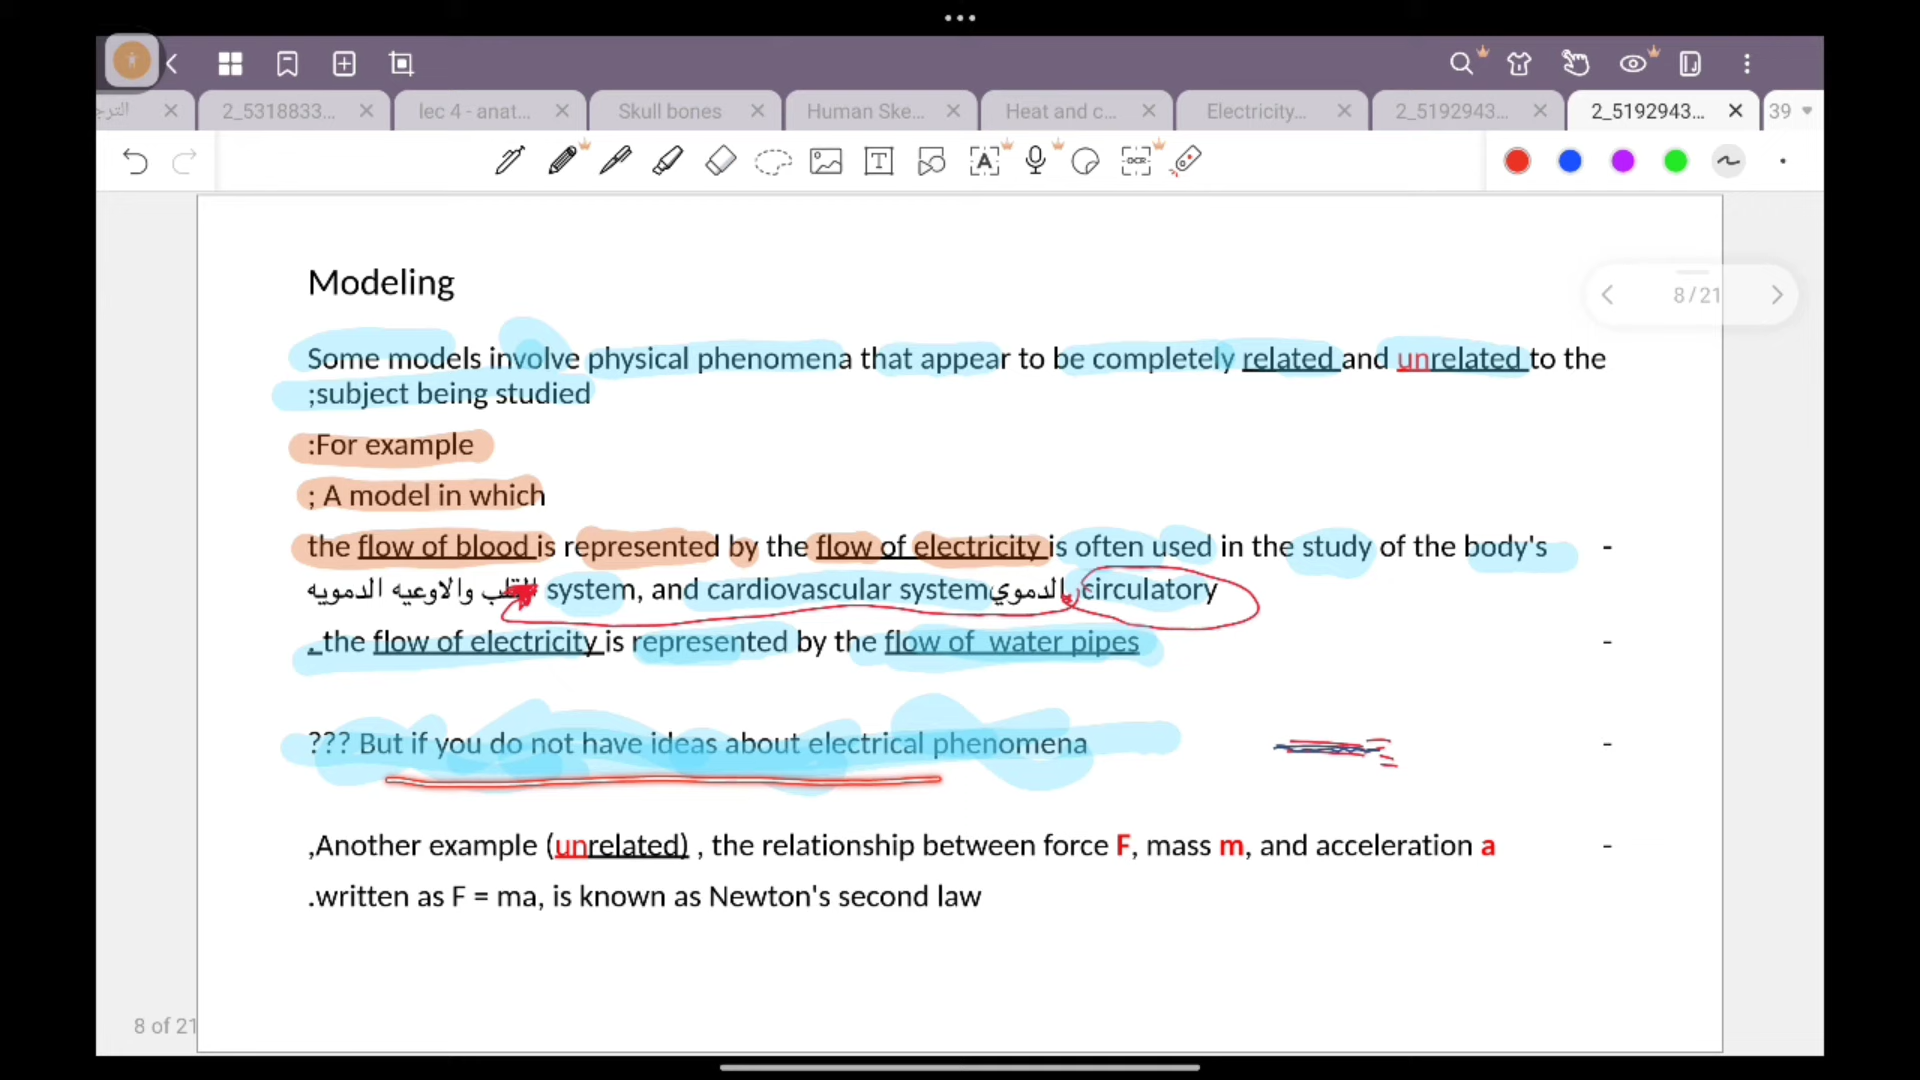 الترج
2_5318833...
lec 4 - anat...
Skull bones
Human Ske...
Heat and c...
Electricity...
2_5192943...
2_5192943...
39
T
A
OCR
Modeling
8/21
Some models involve physical phenomena that appear to be completely related and unrelated to the
;subject being studied
:For example
; A model in which
the flow of blood is represented by the flow of electricity is often used in the study of the body's -
القلب والاوعيه الدمويه system, and cardiovascular systemالدموي circulatory
. the flow of electricity is represented by the flow of water pipes -
??? But if you do not have ideas about electrical phenomena -
,Another example (unrelated) , the relationship between force F, mass m, and acceleration a -
.written as F = ma, is known as Newton's second law
8 of 21